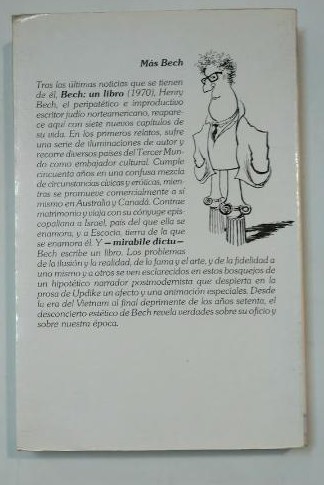 Más Bech
Tras las últimas noticias que se tienen
de él, Bech: un libro (1970), Henry
Bech, el peripatético e improductivo
escritor judío norteamericano, reapare-
ce aquí con siete nuevos capítulos de
su vida. En los primeros relatos, sufre
una serie de iluminaciones de autor y
recorre diversos países del Tercer Mun-
do como embajador cultural. Cumple
cincuenta años en una confusa mezcla
de circunstancias cívicas y eróticas, mien-
tras se promueve comercialmente a sí
mismo en Australia y Canadá. Contrae
matrimonio y viaja con su cónyuge epis-
copaliana a Israel, país del que ella se
enamora, y a Escocia, tierra de la que
se enamora él. Y —mirabile dictu—
Bech escribe un libro. Los problemas
de la ilusión y la realidad, de la fama y el arte, y de la fidelidad a
uno mismo y a otros se ven esclarecidos en estos bosquejos de
un hipotético narrador postmodernista que despierta en la
prosa de Updike un afecto y una animación especiales. Desde
la era del Vietnam al final deprimente de los años setenta, el
desconcierto estético de Bech revela verdades sobre su oficio y
sobre nuestra época.